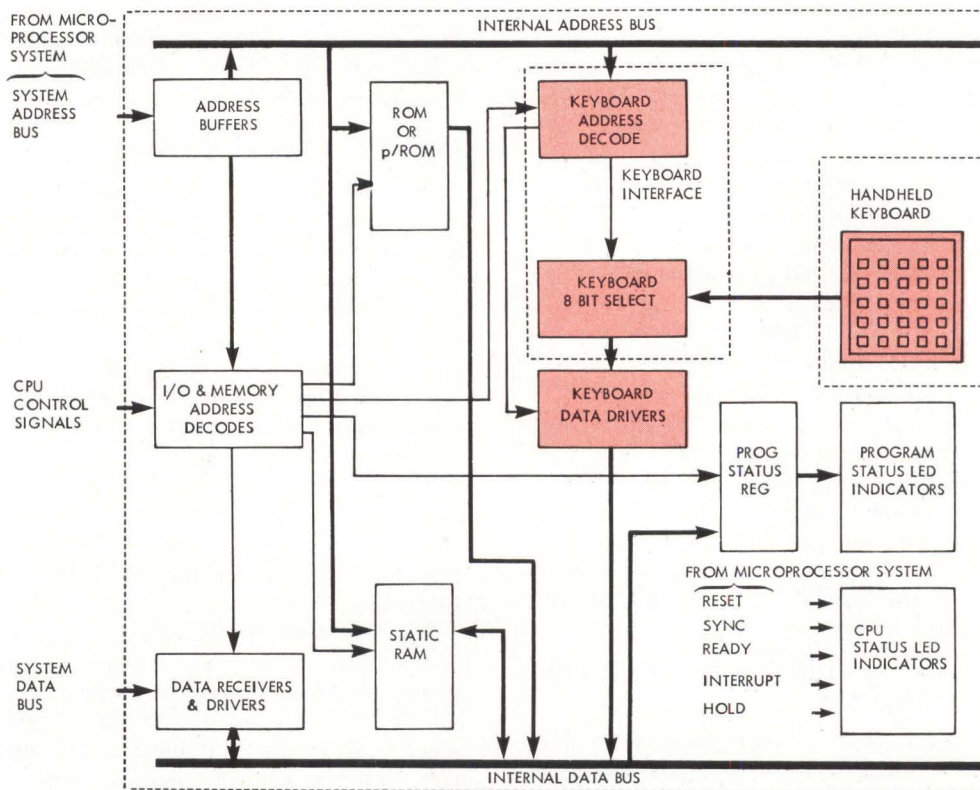 FROM MICRO-
PROCESSOR
SYSTEM
SYSTEM
ADDRESS
BUS
INTERNAL ADDRESS BUS
ADDRESS
BUFFERS
ROM
OR
p/ROM
KEYBOARD
ADDRESS
DECODE
KEYBOARD
INTERFACE
HANDHELD
KEYBOARD
KEYBOARD
8 BIT SELECT
CPU
CONTROL
SIGNALS
I/O & MEMORY
ADDRESS
DECODES
KEYBOARD
DATA DRIVERS
PROG
STATUS
REG
PROGRAM
STATUS LED
INDICATORS
FROM MICROPROCESSOR SYSTEM
RESET
SYNC
READY
INTERRUPT
HOLD
CPU
STATUS LED
INDICATORS
STATIC
RAM
SYSTEM
DATA
BUS
DATA RECEIVERS
& DRIVERS
INTERNAL DATA BUS